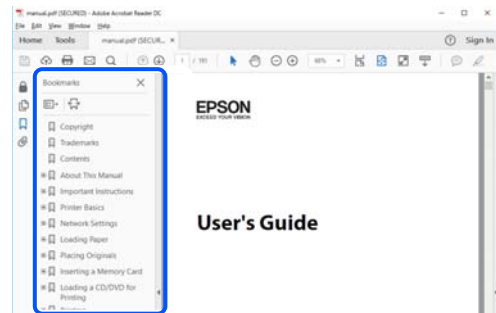 manual.pdf (SECURED) - Adobe Acrobat Reader DC
File Edit View Window Help
Home Tools manual.pdf (SECUR... ×
Sign In
1 / 191
Bookmarks
Copyright
Trademarks
Contents
About This Manual
Important Instructions
Printer Basics
Network Settings
Loading Paper
Placing Originals
Inserting a Memory Card
Loading a CD/DVD for
Printing
EPSON
EXCEED YOUR VISION
User's Guide